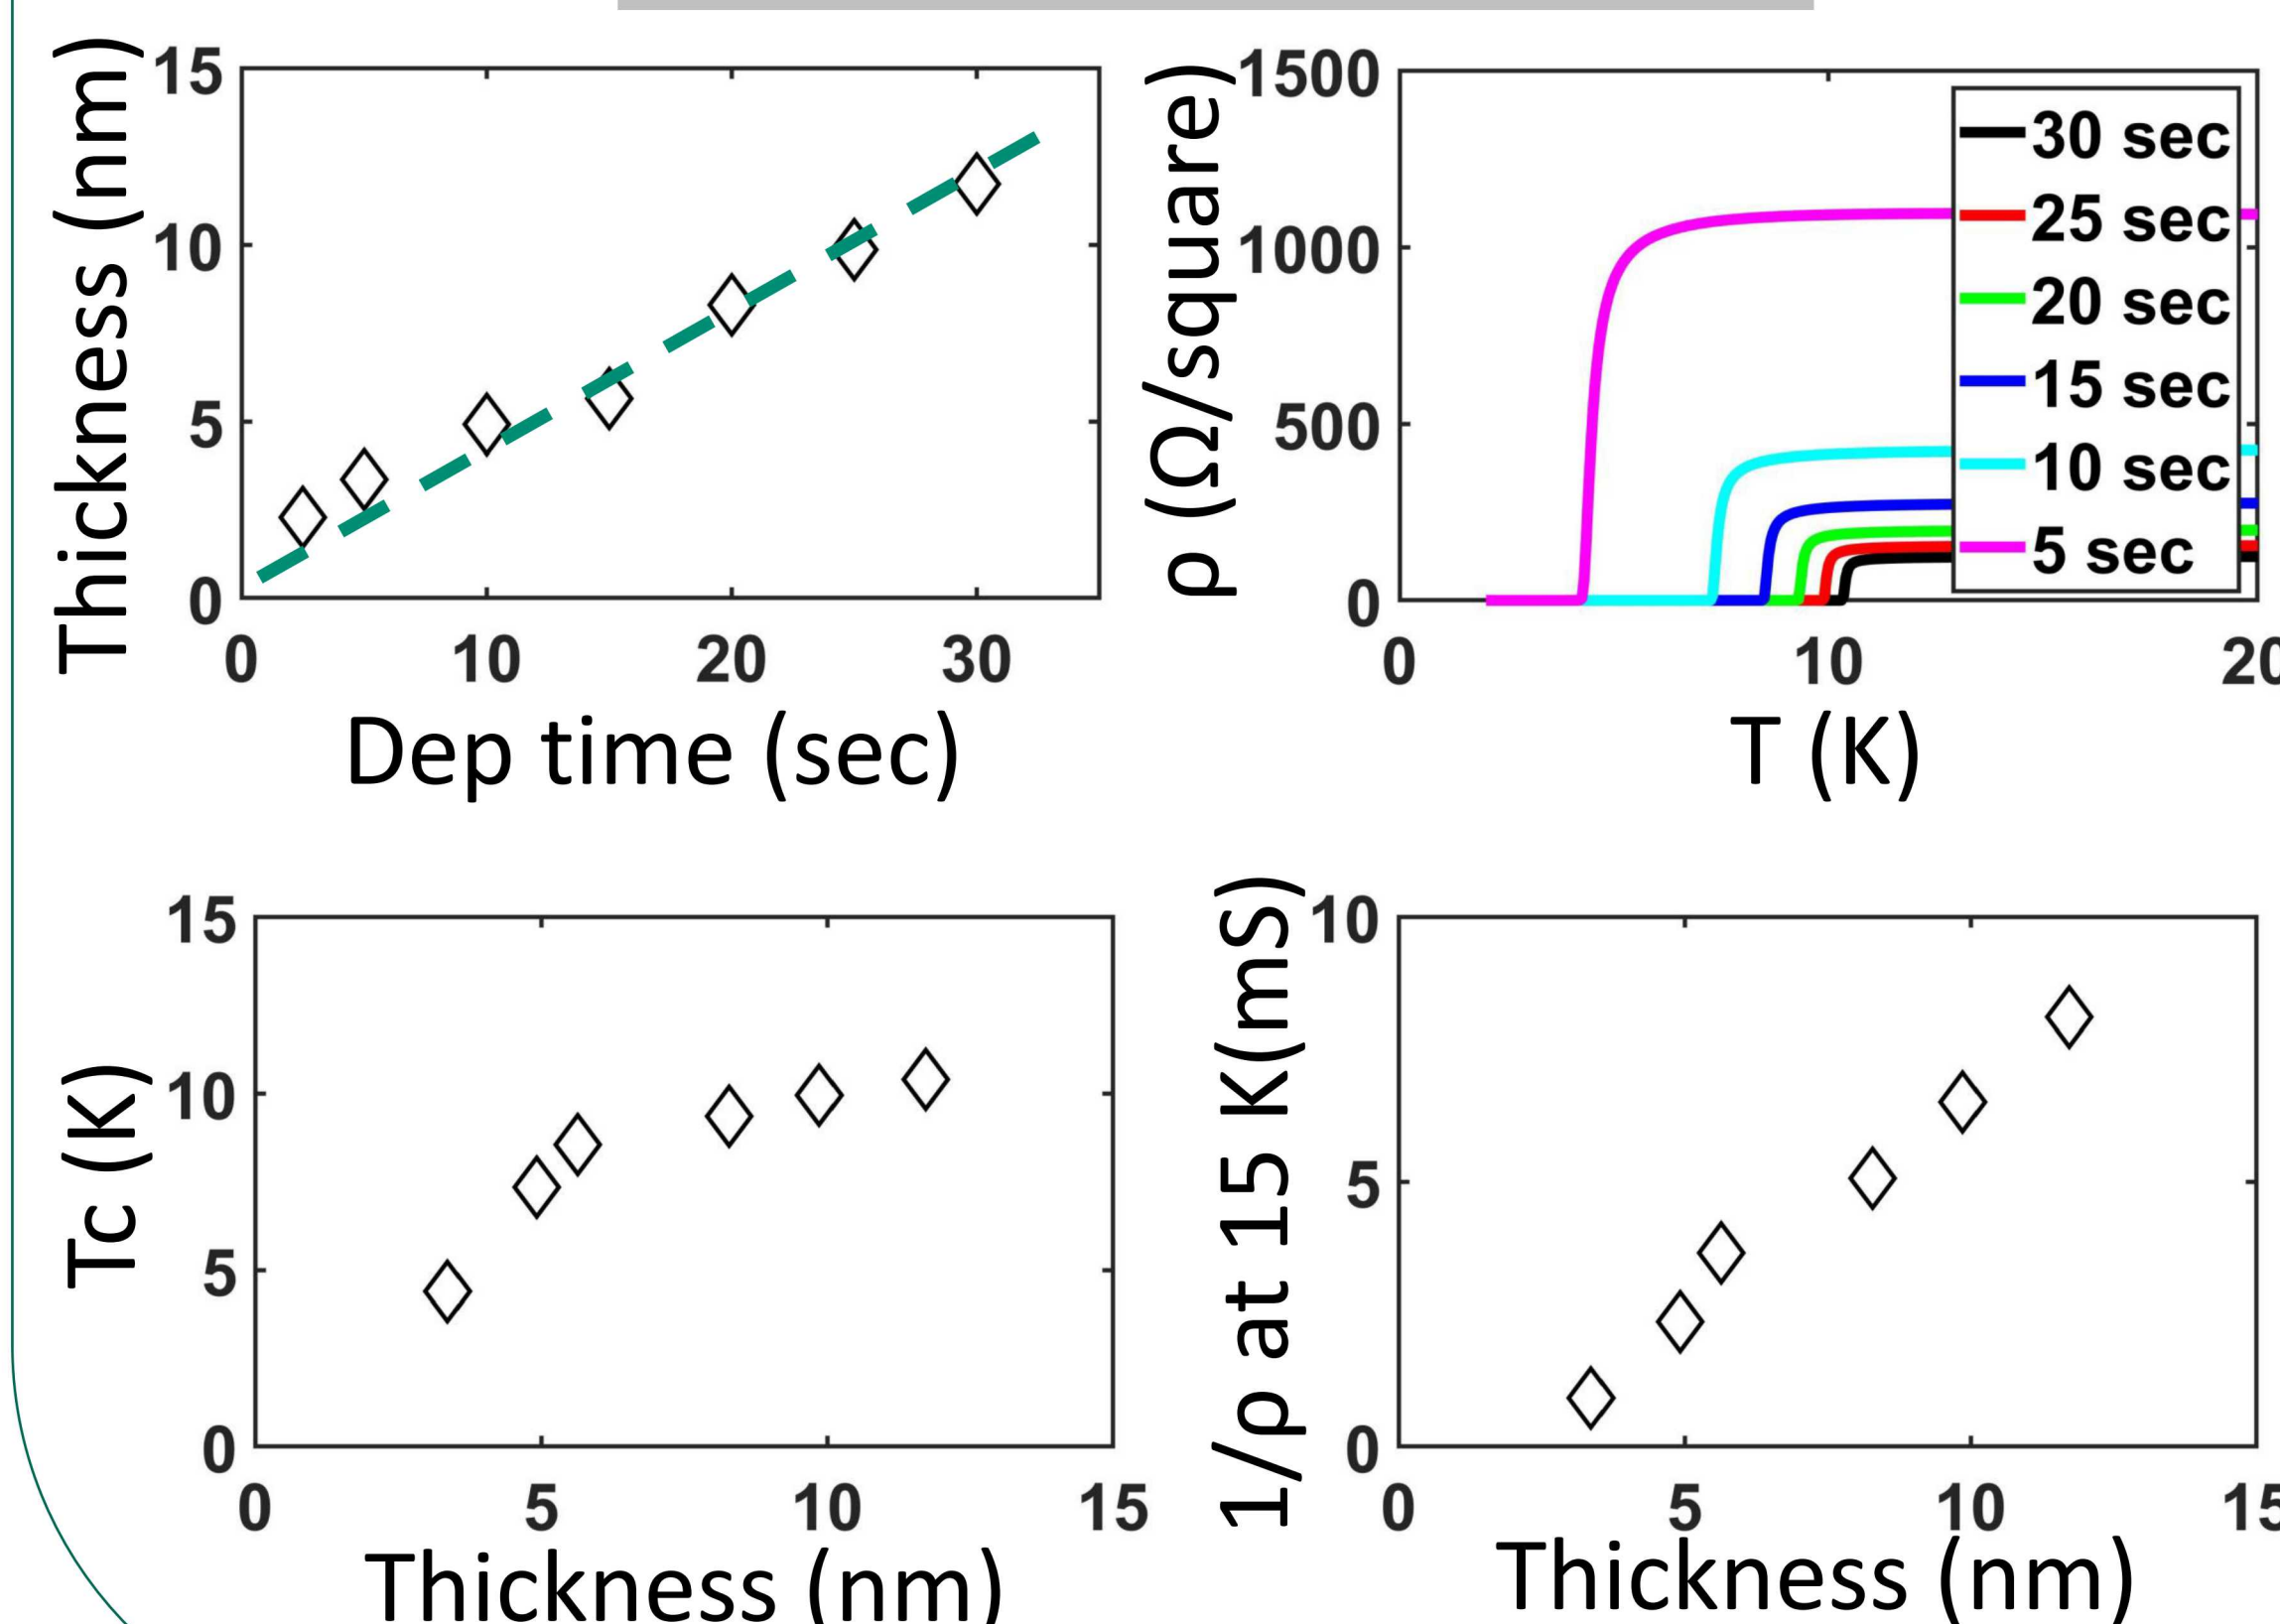 Thickness (nm)
15
10
5
0
0 10 20 30
Dep time (sec)
ρ (Ω/square)
1500
1000
500
0
0 10 20
T (K)
30 sec
25 sec
20 sec
15 sec
10 sec
5 sec
Tc (K)
15
10
5
0
0 5 10 15
Thickness (nm)
1/ρ at 15 K(mS)
10
5
0
0 5 10 15
Thickness (nm)